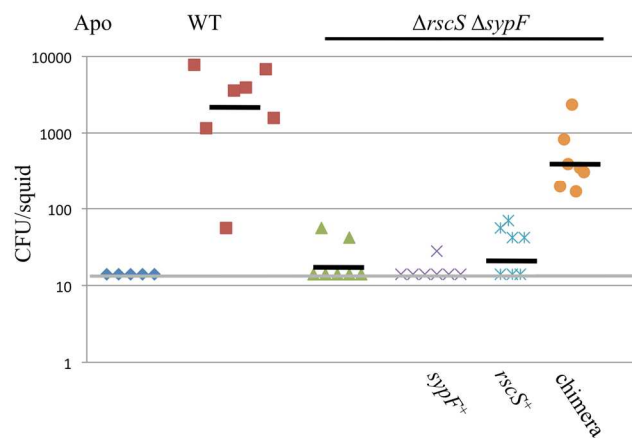 Apo WT ΔrscS ΔsypF
10000
1000
100
10
1
CFU/squid
sypF+
rscS+
chimera